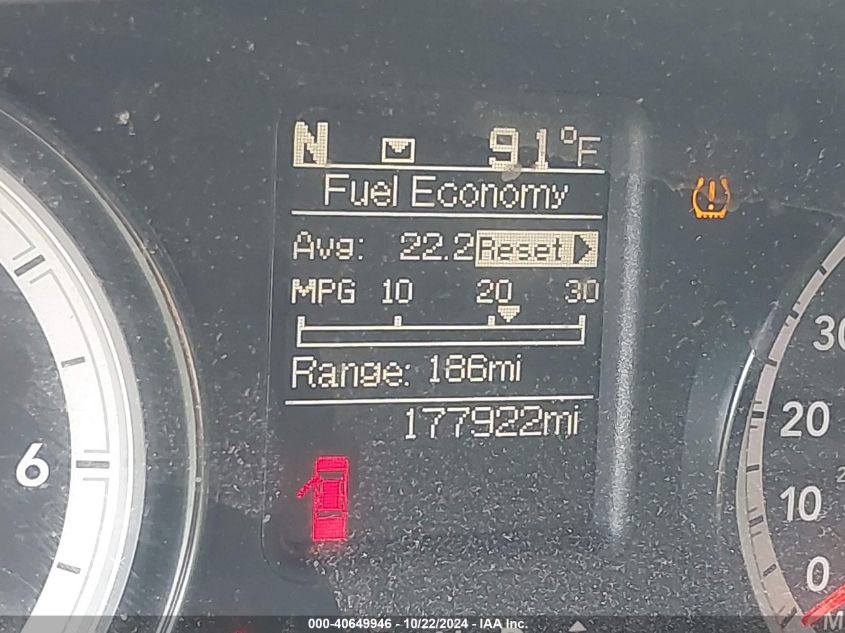 N 91°F
Fuel Economy
Avg: 22.2 Reset
MPG 10 20 30
Range: 186mi
177922mi
6
30
20
10
0
000-40649946 - 10/22/2024 - IAA Inc.